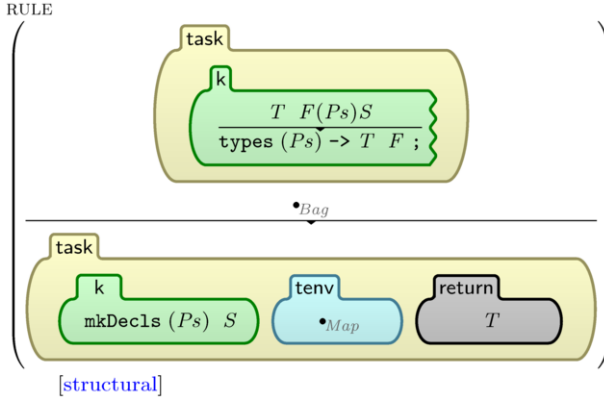 RULE
task
k
T F(Ps)S
types (Ps) -> T F ;
•Bag
task
k tenv return
mkDecls (Ps) S •Map T
[structural]